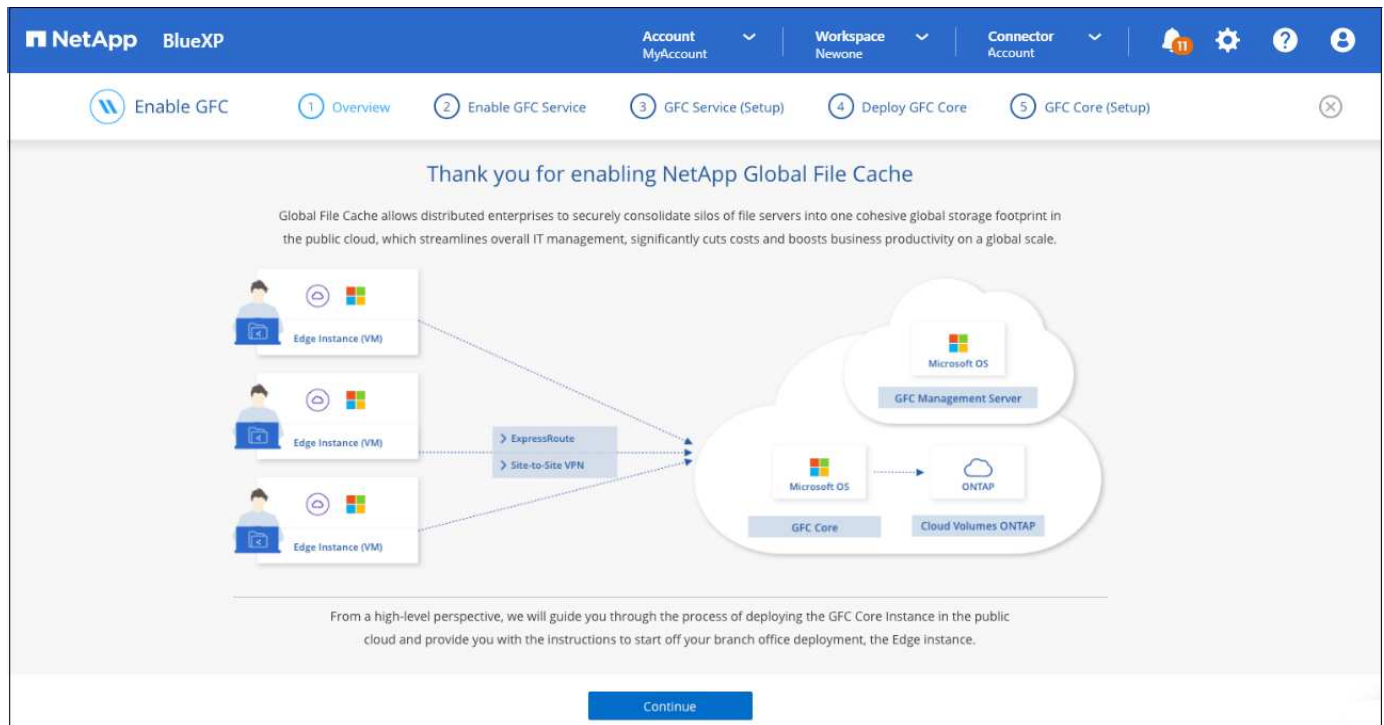 NetApp BlueXP
Account
MyAccount
Workspace
Newone
Connector
Account
11
Enable GFC
1 Overview
2 Enable GFC Service
3 GFC Service (Setup)
4 Deploy GFC Core
5 GFC Core (Setup)
Thank you for enabling NetApp Global File Cache
Global File Cache allows distributed enterprises to securely consolidate silos of file servers into one cohesive global storage footprint in
the public cloud, which streamlines overall IT management, significantly cuts costs and boosts business productivity on a global scale.
Edge Instance (VM)
Edge Instance (VM)
Edge Instance (VM)
ExpressRoute
Site-to-Site VPN
Microsoft OS
GFC Management Server
Microsoft OS
GFC Core
ONTAP
Cloud Volumes ONTAP
From a high-level perspective, we will guide you through the process of deploying the GFC Core Instance in the public
cloud and provide you with the instructions to start off your branch office deployment, the Edge instance.
Continue